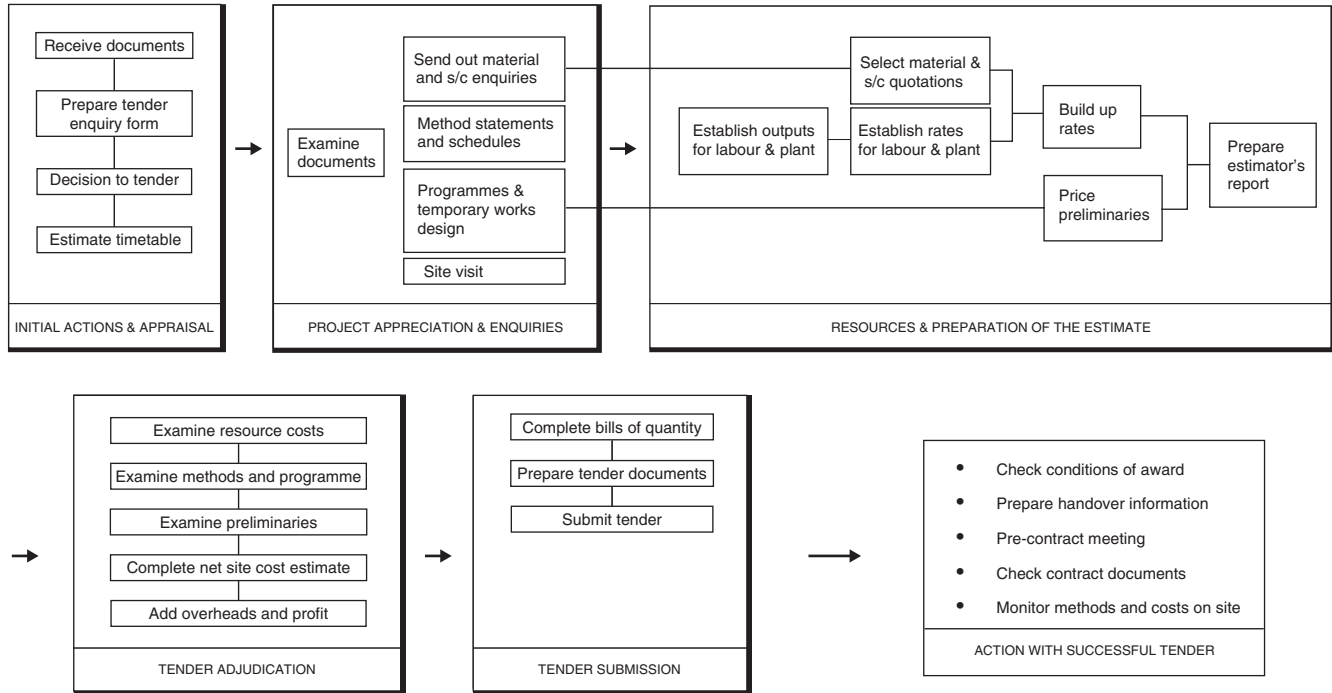 Receive documents
Prepare tender
enquiry form
Decision to tender
Estimate timetable
INITIAL ACTIONS & APPRAISAL
Examine
documents
Send out material
and s/c enquiries
Method statements
and schedules
Programmes &
temporary works
design
Site visit
PROJECT APPRECIATION & ENQUIRIES
Establish outputs
for labour & plant
Select material &
s/c quotations
Establish rates
for labour & plant
Build up
rates
Price
preliminaries
Prepare
estimator's
report
RESOURCES & PREPARATION OF THE ESTIMATE
Examine resource costs
Examine methods and programme
Examine preliminaries
Complete net site cost estimate
Add overheads and profit
TENDER ADJUDICATION
Complete bills of quantity
Prepare tender documents
Submit tender
TENDER SUBMISSION
• Check conditions of award
• Prepare handover information
• Pre-contract meeting
• Check contract documents
• Monitor methods and costs on site
ACTION WITH SUCCESSFUL TENDER